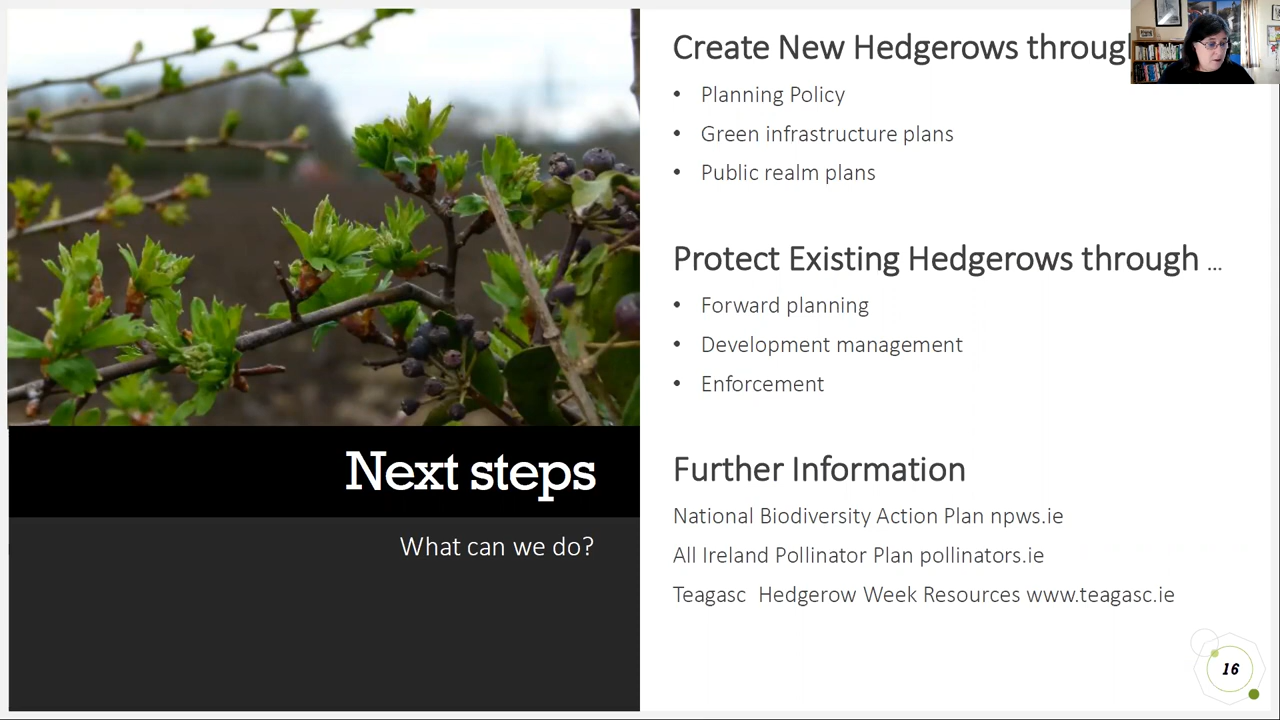 Next steps
What can we do?
Create New Hedgerows
• Planning Policy
• Green infrastructure plans
• Public realm plans
Protect Existing Hedgerows through ...
• Forward planning
• Development management
• Enforcement
Further Information
National Biodiversity Action Plan npws.ie
All Ireland Pollinator Plan pollinators.ie
Teagasc Hedgerow Week Resources www.teagasc.ie
16